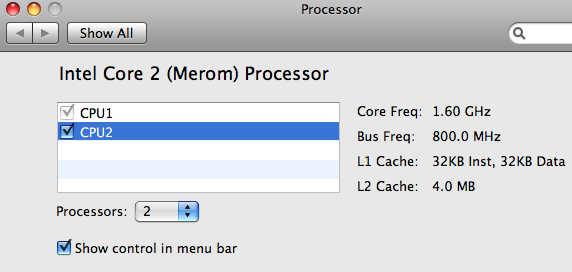 Processor
Show All
Intel Core 2 (Merom) Processor
CPU1
CPU2
Core Freq: 1.60 GHz
Bus Freq: 800.0 MHz
L1 Cache: 32KB Inst, 32KB Data
L2 Cache: 4.0 MB
Processors: 2
Show control in menu bar